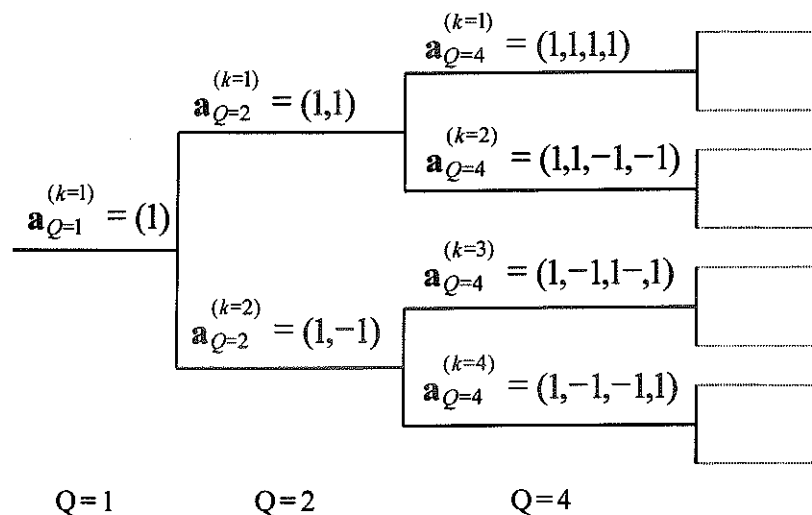 a_{Q=4}^{(k=1)} = (1,1,1,1)
a_{Q=2}^{(k=1)} = (1,1)
a_{Q=4}^{(k=2)} = (1,1,−1,−1)
a_{Q=1}^{(k=1)} = (1)
a_{Q=4}^{(k=3)} = (1,−1,1−,1)
a_{Q=2}^{(k=2)} = (1,−1)
a_{Q=4}^{(k=4)} = (1,−1,−1,1)
Q=1 Q=2 Q=4